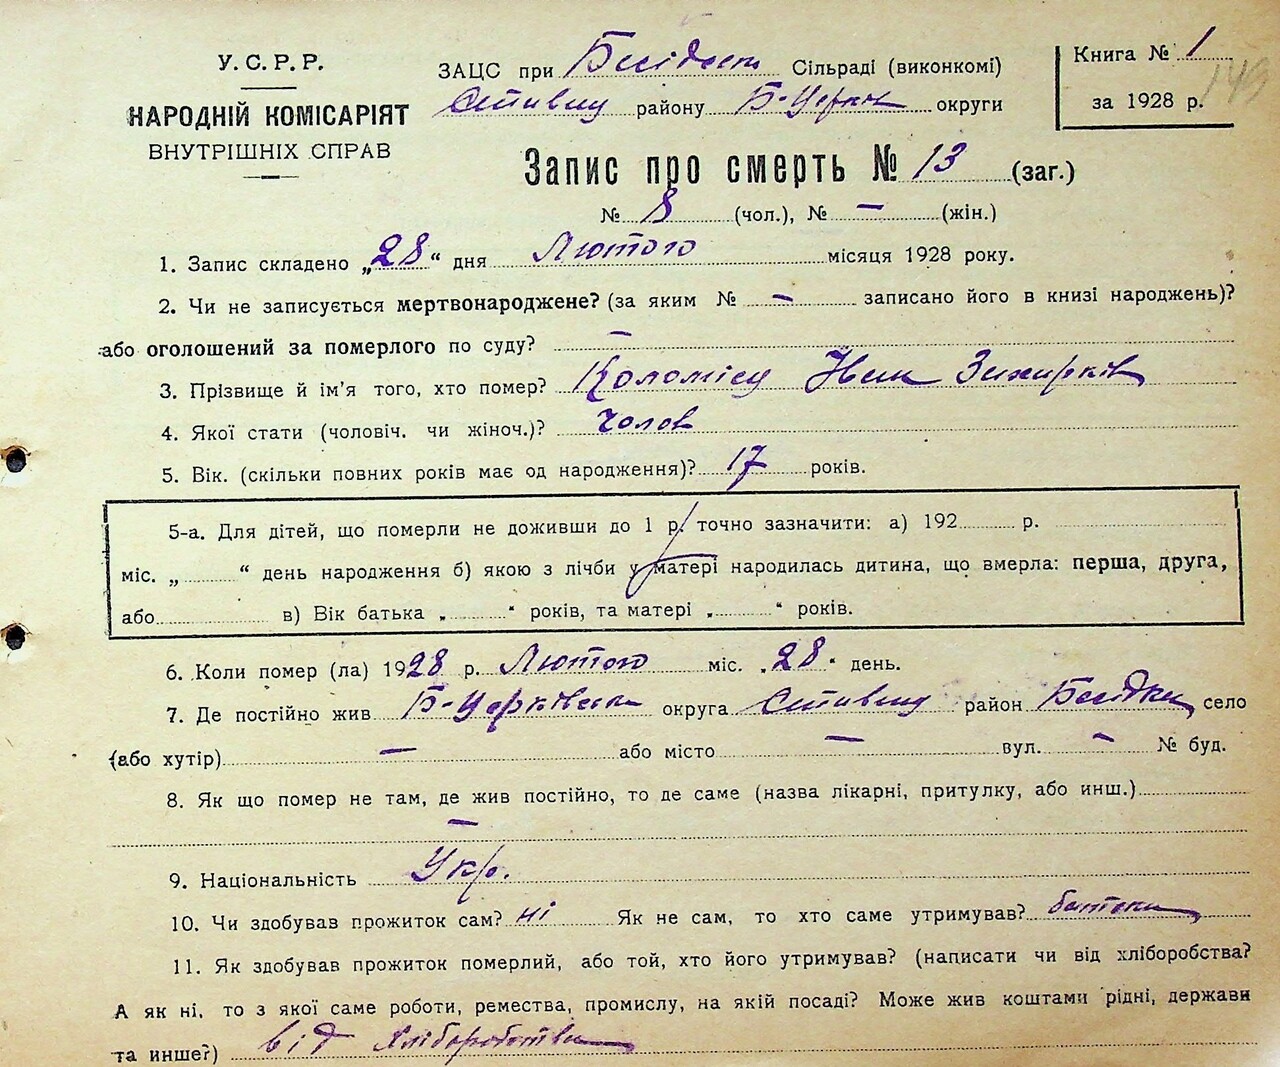 У.С.Р.Р.
НАРОДНІЙ КОМІСАРІЯТ
ВНУТРІШНІХ СПРАВ
ЗАЦС при Сільраді (виконкомі)
району Б-Церк округи
Книга № 1
за 1928 р.
149
Запис про смерть № 13 (заг.)
№ 8 (чол.), № – (жін.)
1. Запис складено „28“ дня Лютого місяця 1928 року.
2. Чи не записується мертвонароджене? (за яким № – записано його в книзі народжень)?
або оголошений за померлого по суду? –
3. Прізвище й ім'я того, хто помер? Коломієц Іван Захарків
4. Якої стати (чоловіч. чи жіноч.)? Чолов
5. Вік. (скільки повних років має од народження)? 17 років.
5-а. Для дітей, що померли не доживши до 1 р. точно зазначити: а) 192 р.
міс. „ “ день народження б) якою з лічби у матері народилась дитина, що вмерла: перша, друга,
або в) Вік батька „ “ років, та матері „ “ років.
6. Коли помер (ла) 1928 р. Лютого міс. „28“ день.
7. Де постійно жив Б-Церківська округа район Бесідка село
(або хутір) – або місто – вул. – № буд.
8. Як що помер не там, де жив постійно, то де саме (назва лікарні, притулку, або инш.)
–
9. Національність Укр.
10. Чи здобував прожиток сам? ні Як не сам, то хто саме утримував? батьки
11. Як здобував прожиток померлий, або той, хто його утримував? (написати чи від хліборобства?
А як ні, то з якої саме роботи, ремества, промислу, на якій посаді? Може жив коштами рідні, держави
та инше?) від хліборобства